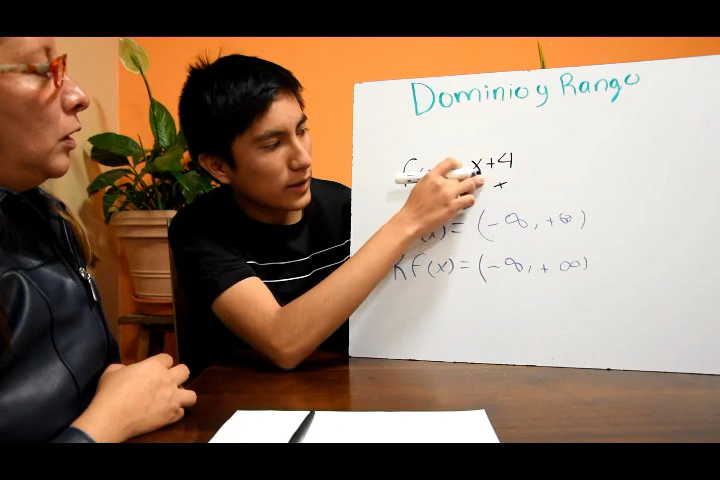 Dominio y Rango
x+4
x
(x) = (-∞, +∞)
Rf(x) = (-∞, +∞)